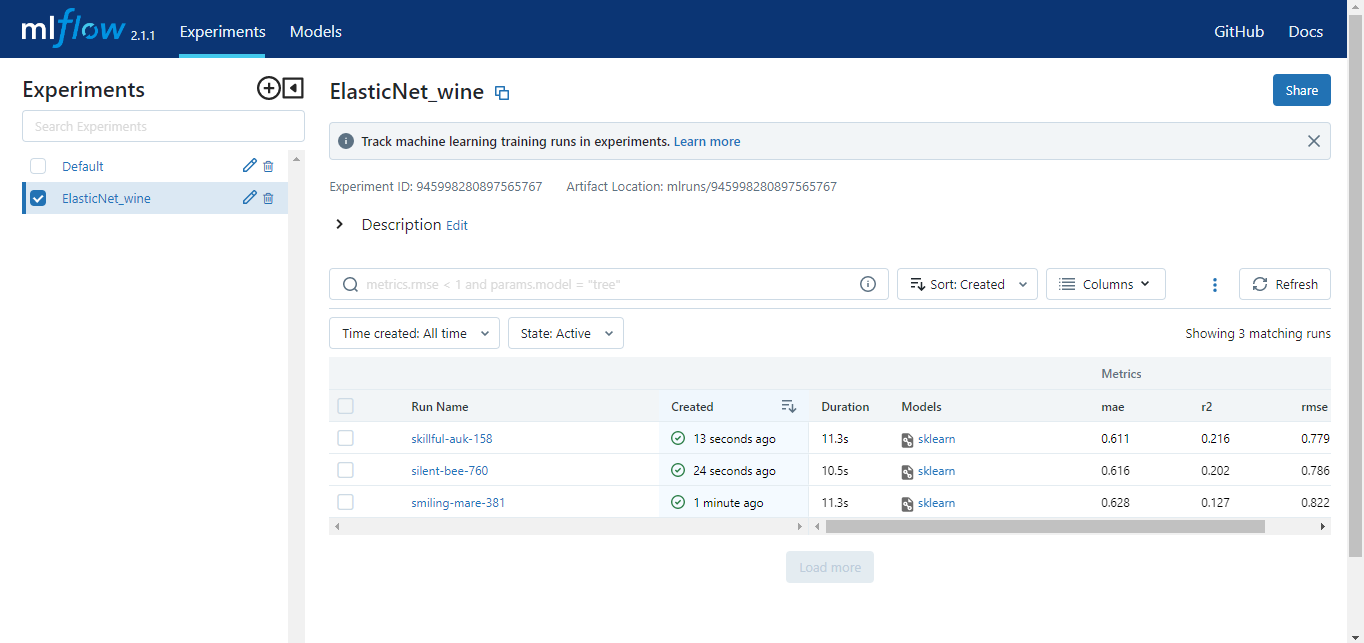 mlflow 2.1.1 Experiments Models GitHub Docs
Experiments
Search Experiments
Default
ElasticNet_wine
ElasticNet_wine Share
Track machine learning training runs in experiments. Learn more
Experiment ID: 945998280897565767 Artifact Location: mlruns/945998280897565767
Description Edit
metrics.rmse < 1 and params.model = "tree" Sort: Created Columns Refresh
Time created: All time State: Active Showing 3 matching runs
Metrics
Run Name Created Duration Models mae r2 rmse
skillful-auk-158 13 seconds ago 11.3s sklearn 0.611 0.216 0.779
silent-bee-760 24 seconds ago 10.5s sklearn 0.616 0.202 0.786
smiling-mare-381 1 minute ago 11.3s sklearn 0.628 0.127 0.822
Load more